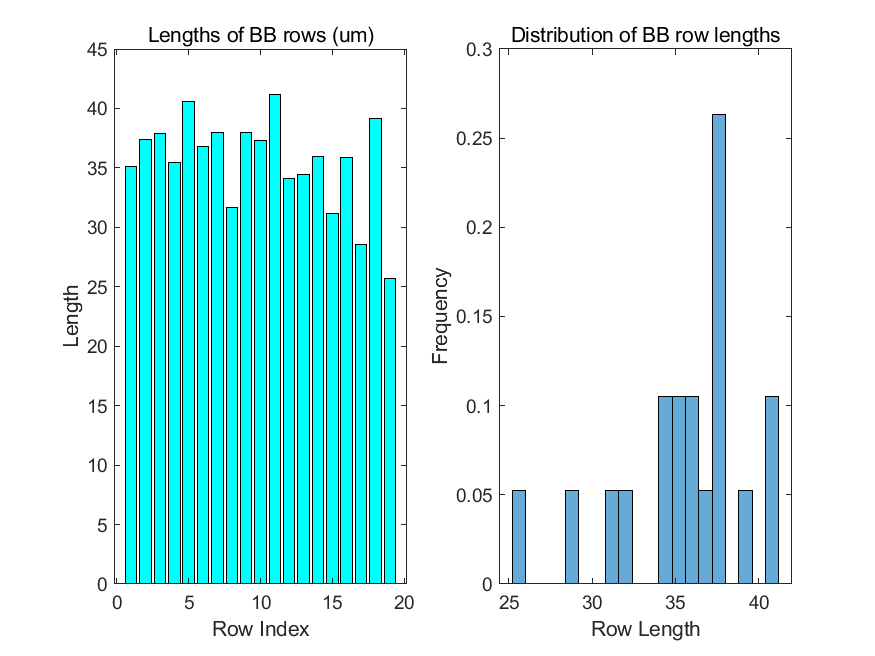 Lengths of BB rows (um)
45
40
35
30
25
20
15
10
5
0
Length
0 5 10 15 20
Row Index
Distribution of BB row lengths
0.3
0.25
0.2
0.15
0.1
0.05
0
Frequency
25 30 35 40
Row Length